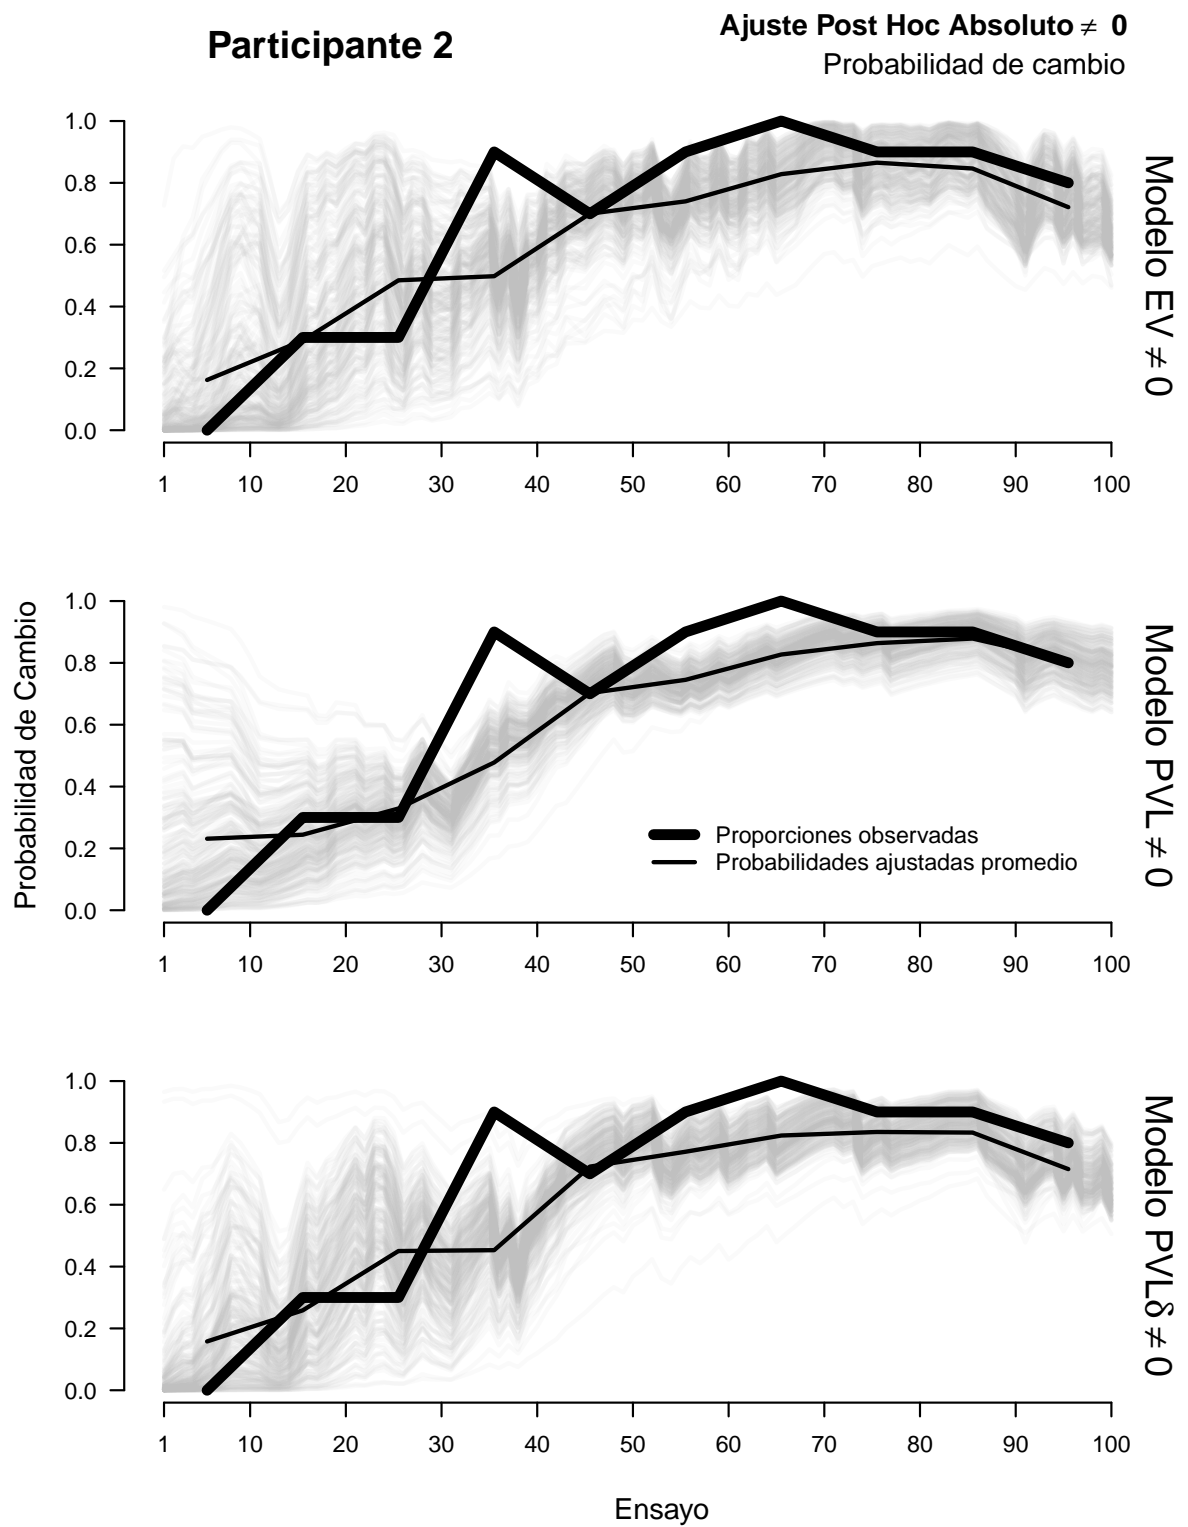 Participante 2
Ajuste Post Hoc Absoluto ≠ 0
Probabilidad de cambio
1.0
0.8
0.6
0.4
0.2
0.0
1 10 20 30 40 50 60 70 80 90 100
Modelo EV ≠ 0
Probabilidad de Cambio
1.0
0.8
0.6
0.4
0.2
0.0
Proporciones observadas
Probabilidades ajustadas promedio
1 10 20 30 40 50 60 70 80 90 100
Modelo PVL ≠ 0
1.0
0.8
0.6
0.4
0.2
0.0
1 10 20 30 40 50 60 70 80 90 100
Modelo PVLδ ≠ 0
Ensayo